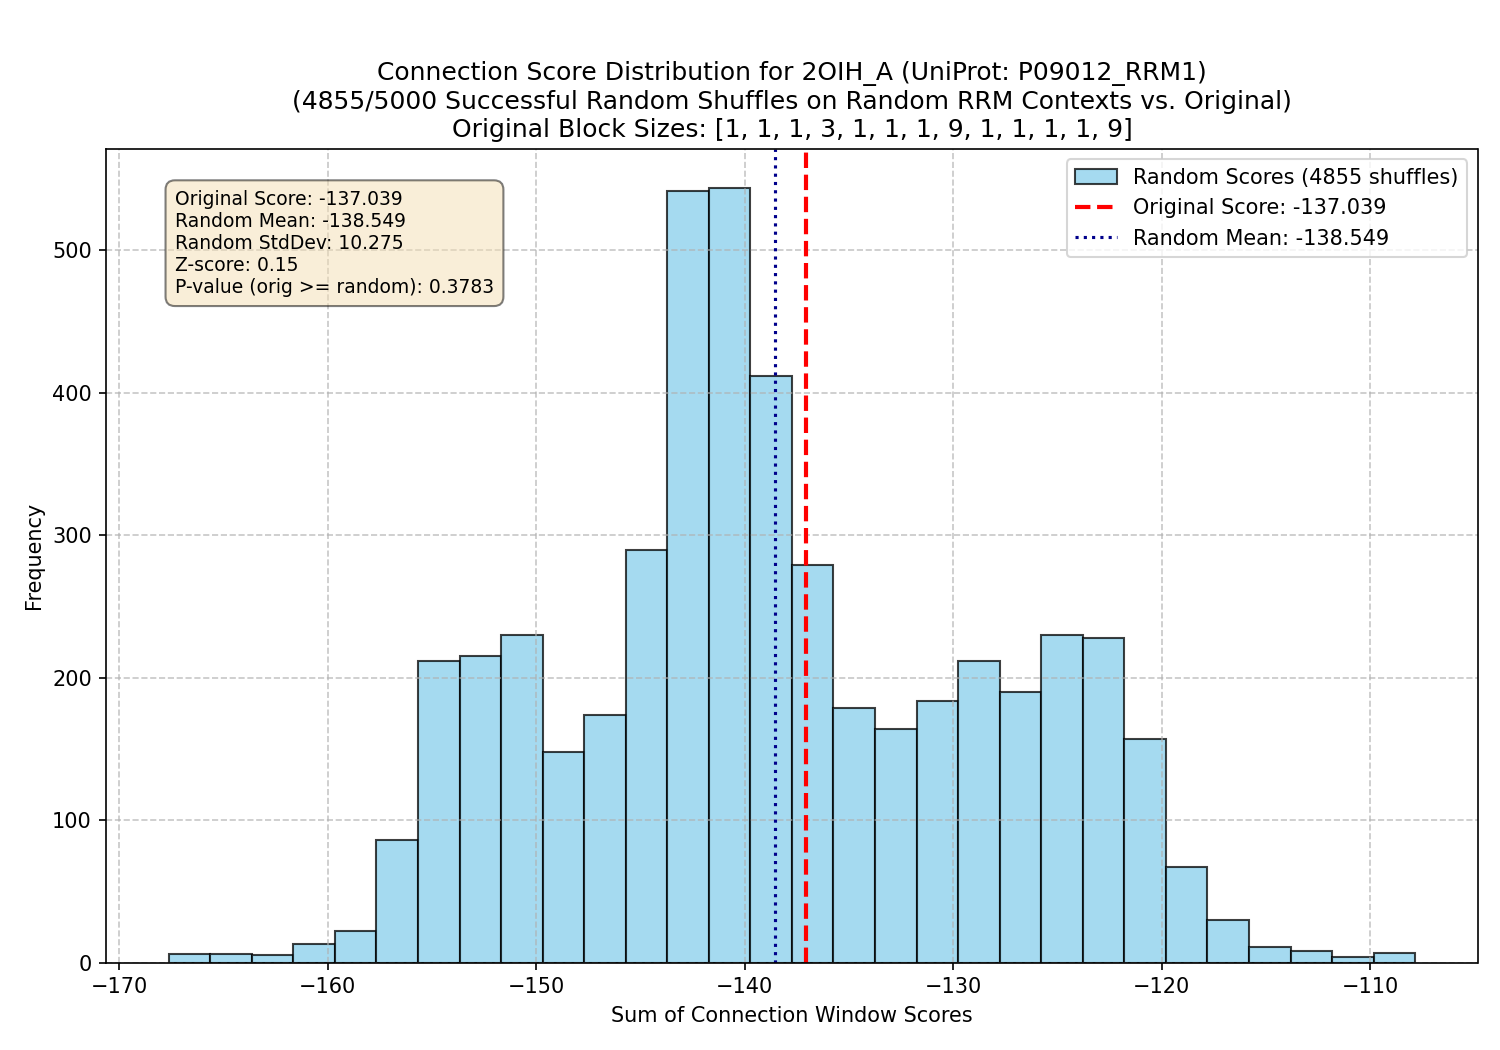 Connection Score Distribution for 2OIH_A (UniProt: P09012_RRM1)
(4855/5000 Successful Random Shuffles on Random RRM Contexts vs. Original)
Original Block Sizes: [1, 1, 1, 3, 1, 1, 1, 9, 1, 1, 1, 1, 9]
Original Score: -137.039
Random Mean: -138.549
Random StdDev: 10.275
Z-score: 0.15
P-value (orig >= random): 0.3783
Random Scores (4855 shuffles)
Original Score: -137.039
Random Mean: -138.549
Frequency
500
400
300
200
100
0
−170
−160
−150
−140
−130
−120
−110
Sum of Connection Window Scores